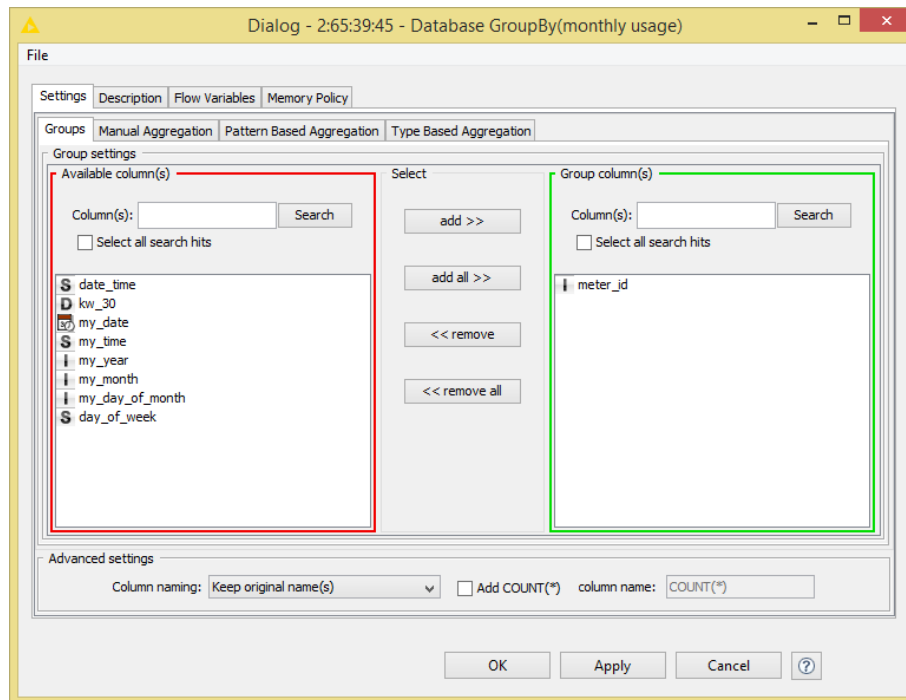 Dialog - 2:65:39:45 - Database GroupBy(monthly usage)
File
Settings Description Flow Variables Memory Policy
Groups Manual Aggregation Pattern Based Aggregation Type Based Aggregation
Group settings
Available column(s) Select Group column(s)
Column(s): Search add >> Column(s): Search
Select all search hits Select all search hits
add all >>
S date_time I meter_id
D kw_30
my_date
S my_time << remove
I my_year
I my_month
I my_day_of_month << remove all
S day_of_week
Advanced settings
Column naming: Keep original name(s) Add COUNT(*) column name: COUNT(*)
OK Apply Cancel ?